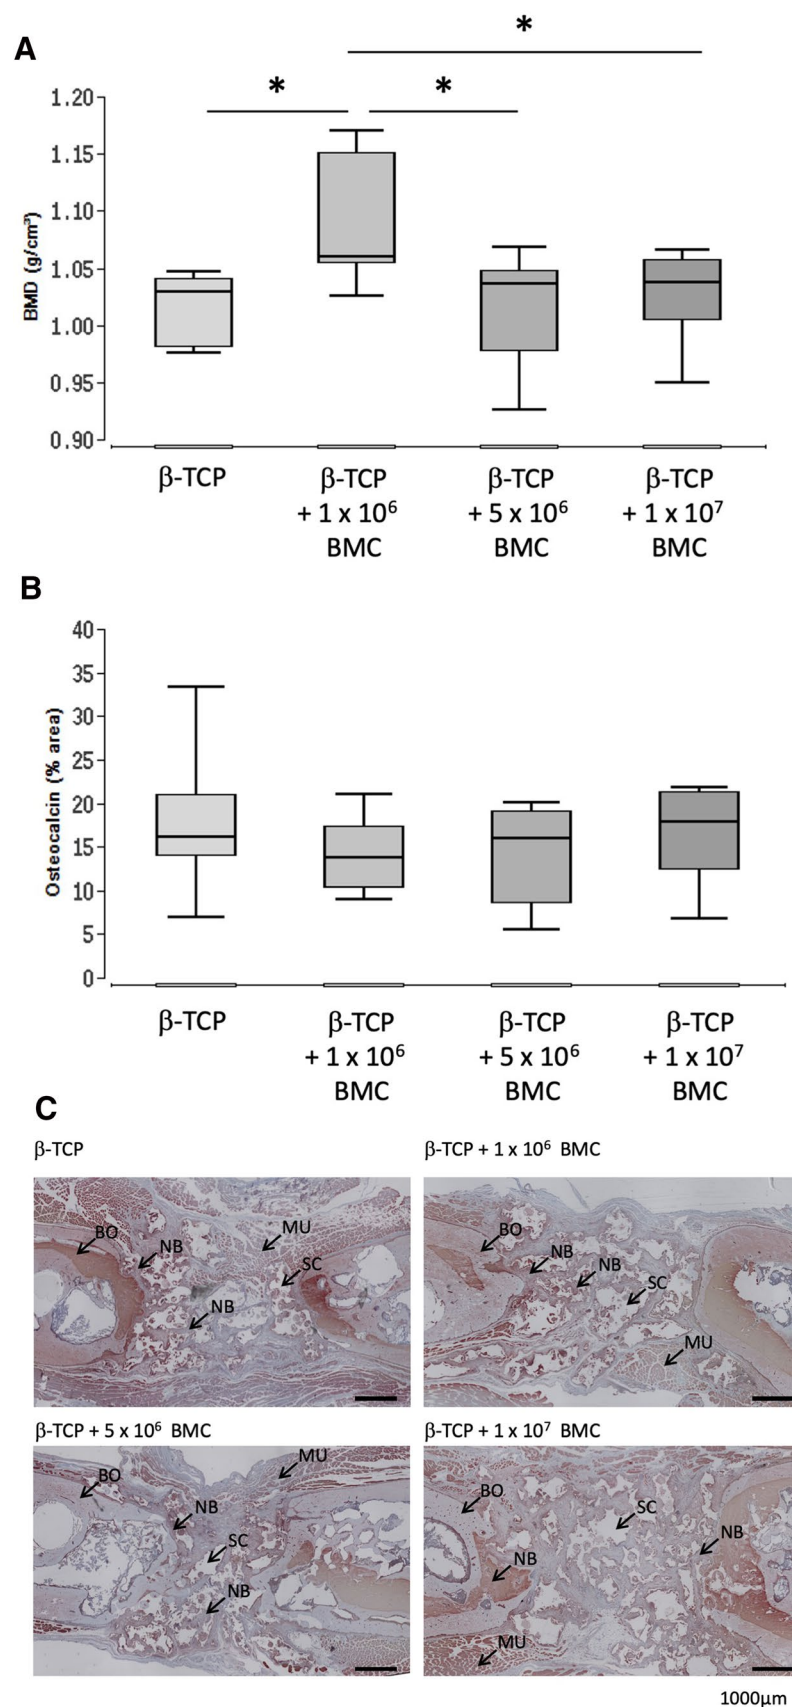 A
*
* *
1.20
1.15
1.10
1.05
1.00
0.95
0.90
BMD (g/cm³)
β-TCP β-TCP β-TCP β-TCP
+ 1 x 10⁶ + 5 x 10⁶ + 1 x 10⁷
BMC BMC BMC
B
40
35
30
25
20
15
10
5
0
Osteocalcin (% area)
β-TCP β-TCP β-TCP β-TCP
+ 1 x 10⁶ + 5 x 10⁶ + 1 x 10⁷
BMC BMC BMC
C
β-TCP
BO
NB
MU
SC
NB
β-TCP + 1 x 10⁶ BMC
BO
NB
NB
SC
MU
β-TCP + 5 x 10⁶ BMC
MU
BO
NB
SC
NB
β-TCP + 1 x 10⁷ BMC
BO
SC
NB
NB
MU
1000µm